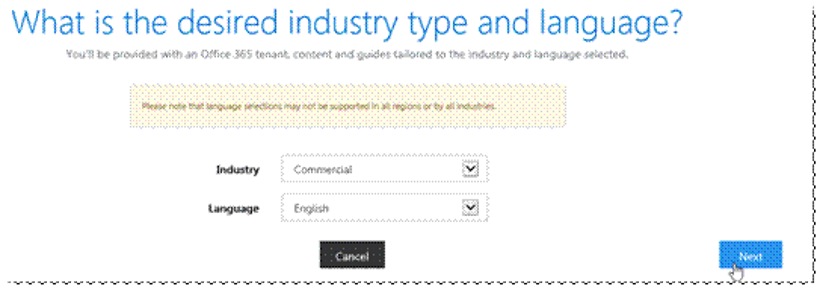 What is the desired industry type and language?
You'll be provided with an Office 365 tenant, content and guides tailored to the industry and language selected.
Please note that language selections may not be supported in all regions or by all industries.
Industry Commercial
Language English
Cancel Next